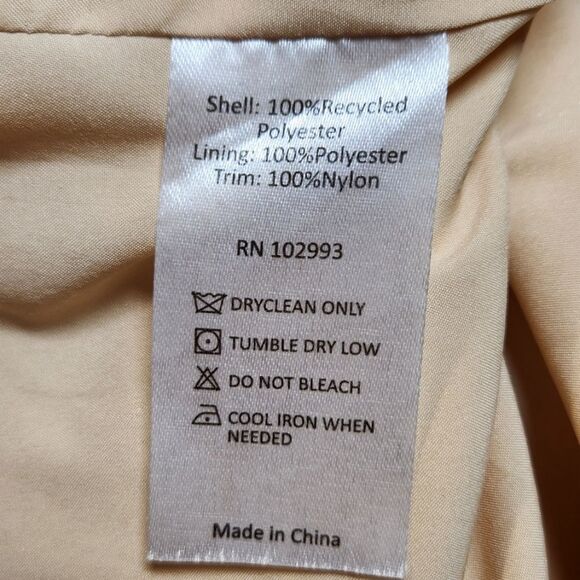 Shell: 100%Recycled
Polyester
Lining: 100%Polyester
Trim: 100%Nylon
RN 102993
DRYCLEAN ONLY
TUMBLE DRY LOW
DO NOT BLEACH
COOL IRON WHEN
NEEDED
Made in China